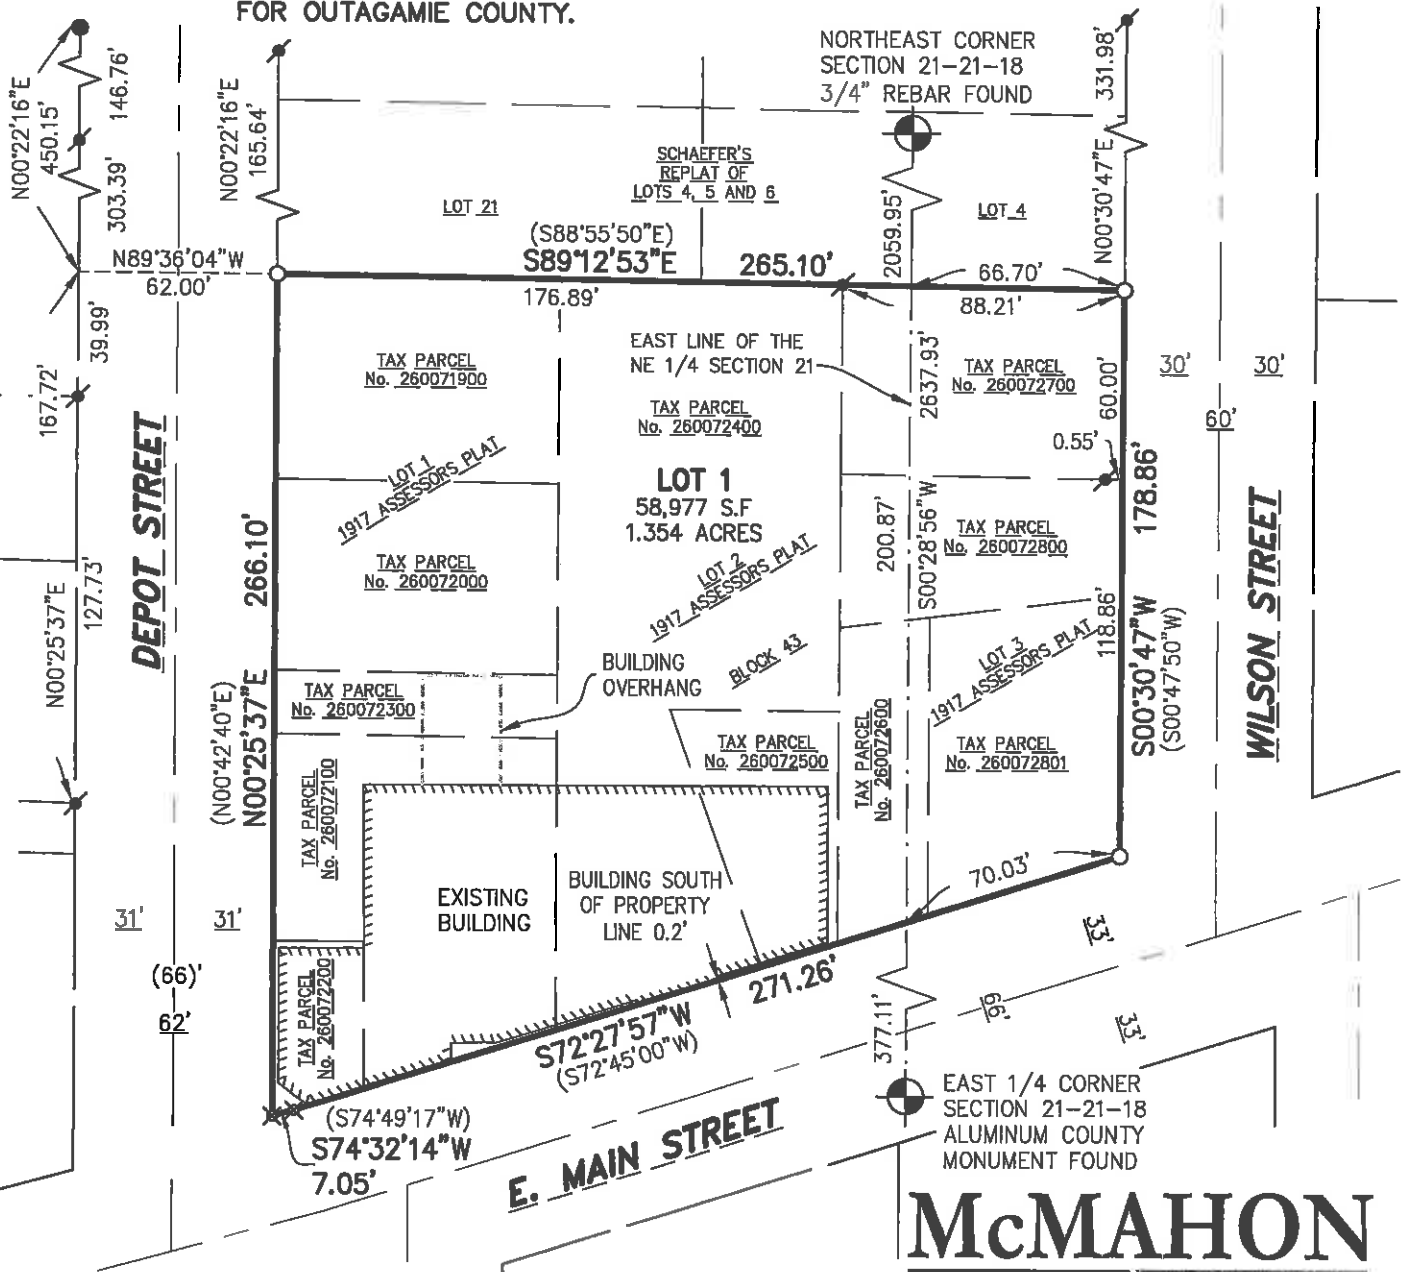 FOR OUTAGAMIE COUNTY.
NORTHEAST CORNER
SECTION 21-21-18
3/4" REBAR FOUND
N00°22'16"E
450.15'
146.76'
303.39'
N00°22'16"E
165.64'
331.98'
N00°30'47"E
SCHAEFER'S
REPLAT OF
LOTS 4, 5 AND 6
LOT 21
LOT 4
2059.95'
N89°36'04"W
62.00'
(S88°55'50"E)
S89°12'53"E
265.10'
176.89'
66.70'
88.21'
39.99'
167.72'
EAST LINE OF THE
NE 1/4 SECTION 21
2637.93'
TAX PARCEL
No. 260071900
TAX PARCEL
No. 260072400
TAX PARCEL
No. 260072700
60.00'
30'
30'
60'
0.55'
LOT 1
1917 ASSESSORS PLAT
LOT 1
58,977 S.F
1.354 ACRES
178.86'
DEPOT STREET
WILSON STREET
266.10'
200.87'
S00°28'56"W
TAX PARCEL
No. 260072800
TAX PARCEL
No. 260072000
LOT 2
1917 ASSESSORS PLAT
N00°25'37"E
127.73'
118.86'
S00°30'47"W
(S00°47'50"W)
BLOCK 43
LOT 3
1917 ASSESSORS PLAT
BUILDING
OVERHANG
(N00°42'40"E)
N00°25'37"E
TAX PARCEL
No. 260072300
TAX PARCEL
No. 260072500
TAX PARCEL
No. 260072600
TAX PARCEL
No. 260072801
TAX PARCEL
No. 260072100
EXISTING
BUILDING
BUILDING SOUTH
OF PROPERTY
LINE 0.2'
70.03'
31'
31'
(66)'
62'
33'
66'
33'
TAX PARCEL
No. 260072200
271.26'
S72°27'57"W
(S72°45'00"W)
377.11'
(S74°49'17"W)
S74°32'14"W
7.05'
E. MAIN STREET
EAST 1/4 CORNER
SECTION 21-21-18
ALUMINUM COUNTY
MONUMENT FOUND
McMAHON